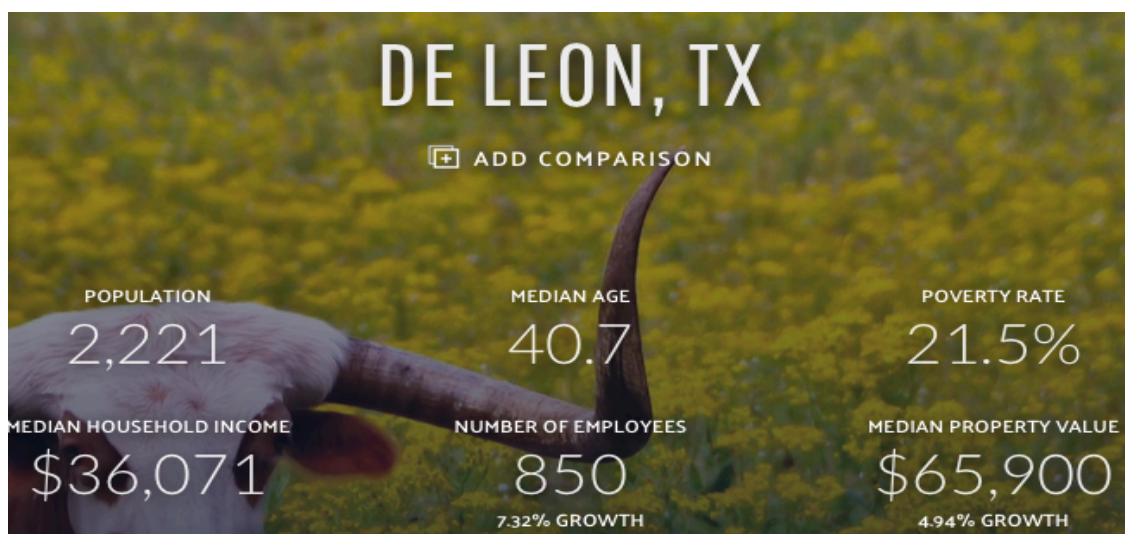 DE LEON, TX
ADD COMPARISON
POPULATION
2,221
MEDIAN AGE
40.7
POVERTY RATE
21.5%
MEDIAN HOUSEHOLD INCOME
$36,071
NUMBER OF EMPLOYEES
850
7.32% GROWTH
MEDIAN PROPERTY VALUE
$65,900
4.94% GROWTH